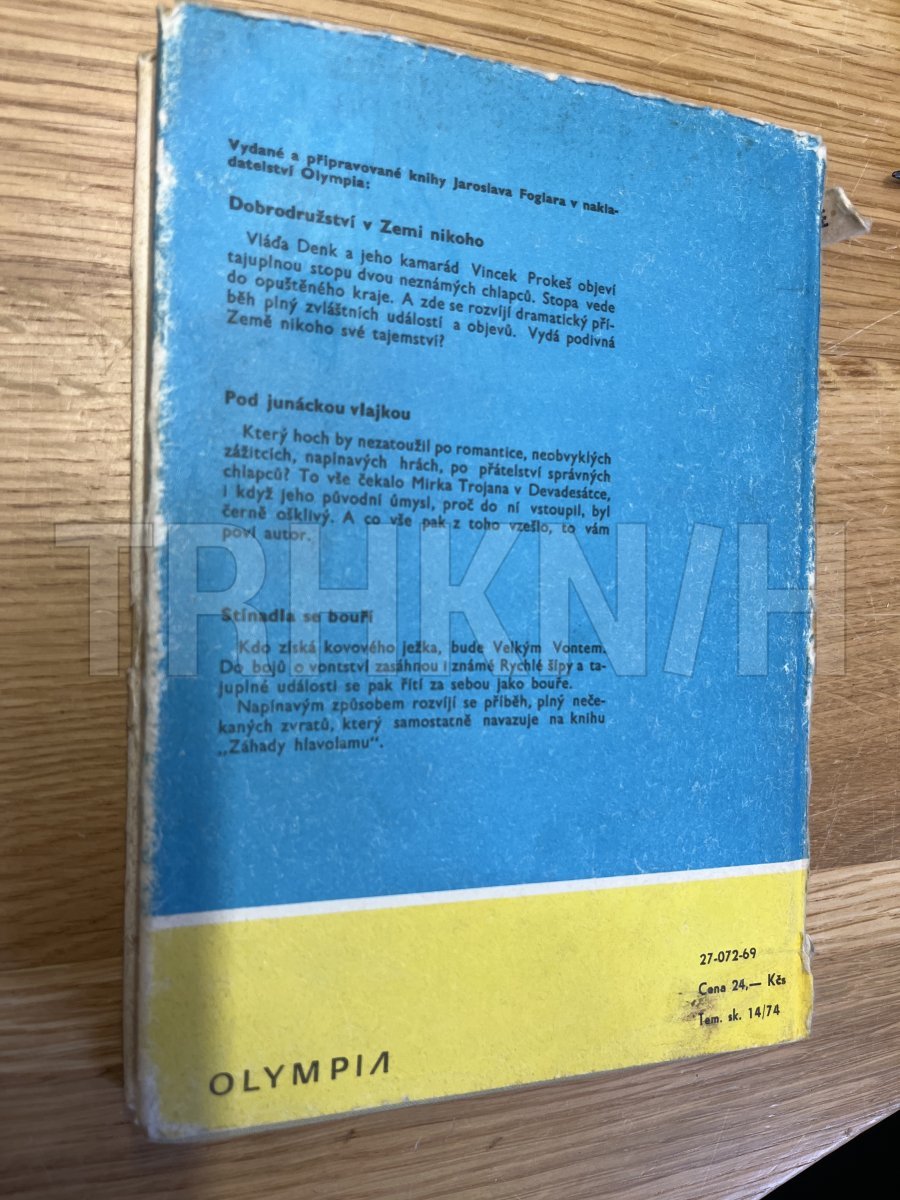 Vydané a připravované knihy Jaroslava Foglara v nakla-
datelství Olympia:
Dobrodružství v Zemi nikoho
Vláďa Denk a jeho kamarád Vincek Prokeš objeví
tajuplnou stopu dvou neznámých chlapců. Stopa vede
do opuštěného kraje. A zde se rozvíjí dramatický pří-
běh plný zvláštních událostí a objevů. Vydá podivná
Země nikoho své tajemství?
Pod junáckou vlajkou
Který hoch by nezatoužil po romantice, neobvyklých
zážitcích, napínavých hrách, po přátelství správných
chlapců? To vše čekalo Mirka Trojana v Devadesátce,
i když jeho původní úmysl, proč do ní vstoupil, byl
černě ošklivý. A co vše pak z toho vzešlo, to vám
poví autor.
TRHKN/H
Stínadla se bouří
Kdo získá kovového ježka, bude Velkým Vontem.
Do bojů o vontství zasáhnou i známé Rychlé šípy a ta-
juplné události se pak řítí za sebou jako bouře.
Napínavým způsobem rozvíjí se příběh, plný neče-
kaných zvratů, který samostatně navazuje na knihu
„Záhady hlavolamu“.
27-072-69
Cena 24,— Kčs
Tem. sk. 14/74
OLYMPIA